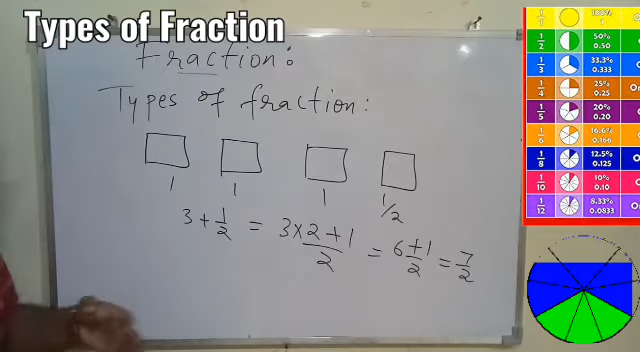 Types of Fraction
Fraction:
Types of fraction:
1 1 1 1/2
3 + 1/2 = 3×2+1/2 = 6+1/2 = 7/2
1/1 100% 1
1/2 50% 0.50
1/3 33.3% 0.333
1/4 25% 0.25
1/5 20% 0.20
1/6 16.6% 0.166
1/8 12.5% 0.125
1/10 10% 0.10
1/12 8.33% 0.0833